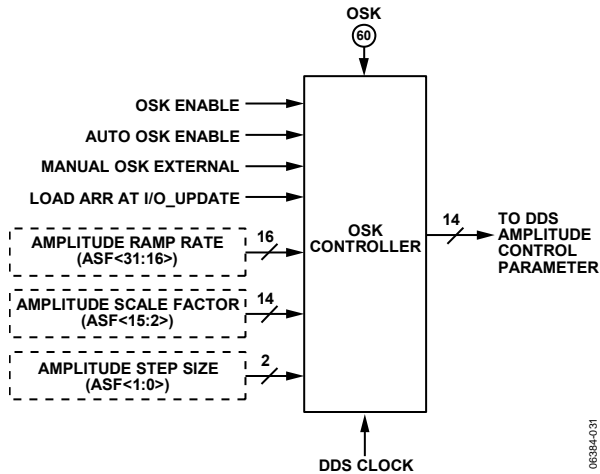 OSK
60
OSK ENABLE
AUTO OSK ENABLE
MANUAL OSK EXTERNAL
LOAD ARR AT I/O_UPDATE
AMPLITUDE RAMP RATE
(ASF<31:16>)
16
AMPLITUDE SCALE FACTOR
(ASF<15:2>)
14
AMPLITUDE STEP SIZE
(ASF<1:0>)
2
OSK
CONTROLLER
14
TO DDS
AMPLITUDE
CONTROL
PARAMETER
DDS CLOCK
06384-031